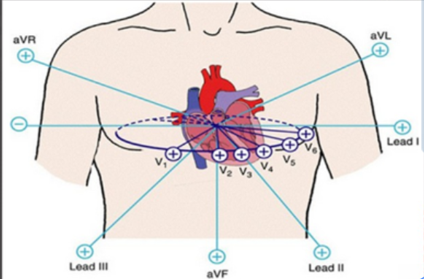 aVR
aVL
Lead I
V1
V2
V3
V4
V5
V6
Lead III
aVF
Lead II